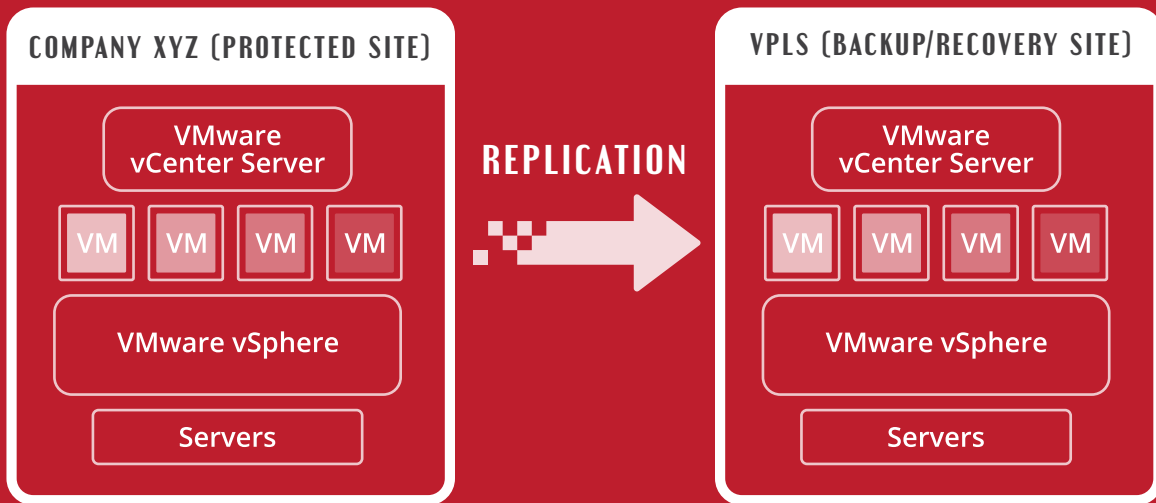 COMPANY XYZ (PROTECTED SITE)
VMware
vCenter Server
VM VM VM VM
VMware vSphere
Servers
REPLICATION
VPLS (BACKUP/RECOVERY SITE)
VMware
vCenter Server
VM VM VM VM
VMware vSphere
Servers